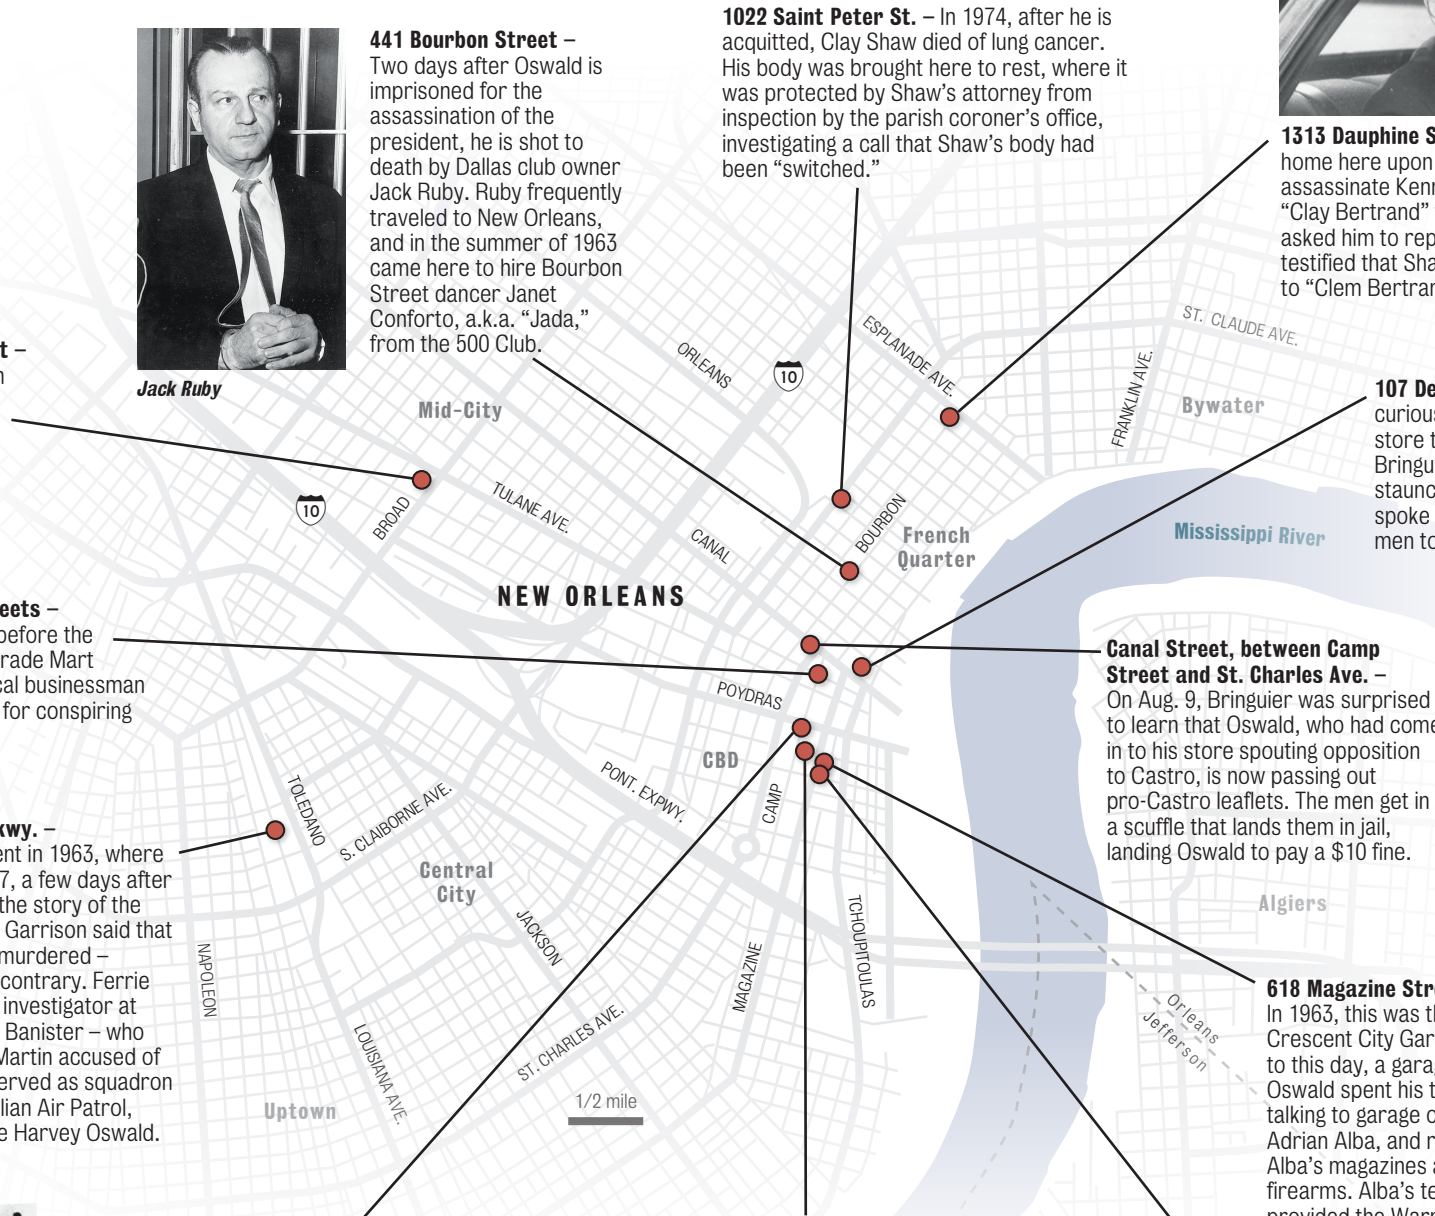 441 Bourbon Street –
Two days after Oswald is
imprisoned for the
assassination of the
president, he is shot to
death by Dallas club owner
Jack Ruby. Ruby frequently
traveled to New Orleans,
and in the summer of 1963
came here to hire Bourbon
Street dancer Janet
Conforto, a.k.a. “Jada,”
from the 500 Club.
Jack Ruby
1022 Saint Peter St. – In 1974, after he is
acquitted, Clay Shaw died of lung cancer.
His body was brought here to rest, where it
was protected by Shaw’s attorney from
inspection by the parish coroner’s office,
investigating a call that Shaw’s body had
been “switched.”
1313 Dauphine S
home here upon
assassinate Ken
“Clay Bertrand”
asked him to rep
testified that Sha
to “Clem Bertran
t –
n
107 De
curious
store t
Bringui
staunc
spoke
men to
eets –
before the
rade Mart
cal businessman
for conspiring
Canal Street, between Camp
Street and St. Charles Ave. –
On Aug. 9, Bringuier was surprised
to learn that Oswald, who had come
in to his store spouting opposition
to Castro, is now passing out
pro-Castro leaflets. The men get in
a scuffle that lands them in jail,
landing Oswald to pay a $10 fine.
kwy. –
ent in 1963, where
7, a few days after
the story of the
Garrison said that
murdered –
contrary. Ferrie
investigator at
Banister – who
Martin accused of
erved as squadron
lian Air Patrol,
e Harvey Oswald.
618 Magazine Stre
In 1963, this was th
Crescent City Gar
to this day, a garag
Oswald spent his t
talking to garage o
Adrian Alba, and r
Alba’s magazines a
firearms. Alba’s te
provided the Warr
ORLEANS
10
ESPLANADE AVE.
ST. CLAUDE AVE.
FRANKLIN AVE.
Bywater
Mid-City
10
BROAD
TULANE AVE.
CANAL
BOURBON
French
Quarter
Mississippi River
NEW ORLEANS
POYDRAS
CBD
PONT. EXPWY.
CAMP
TOLEDANO
S. CLAIBORNE AVE.
Central
City
JACKSON
NAPOLEON
LOUISIANA AVE.
ST. CHARLES AVE.
MAGAZINE
TCHOUPITOULAS
Algiers
Orleans
Jefferson
Uptown
1/2 mile